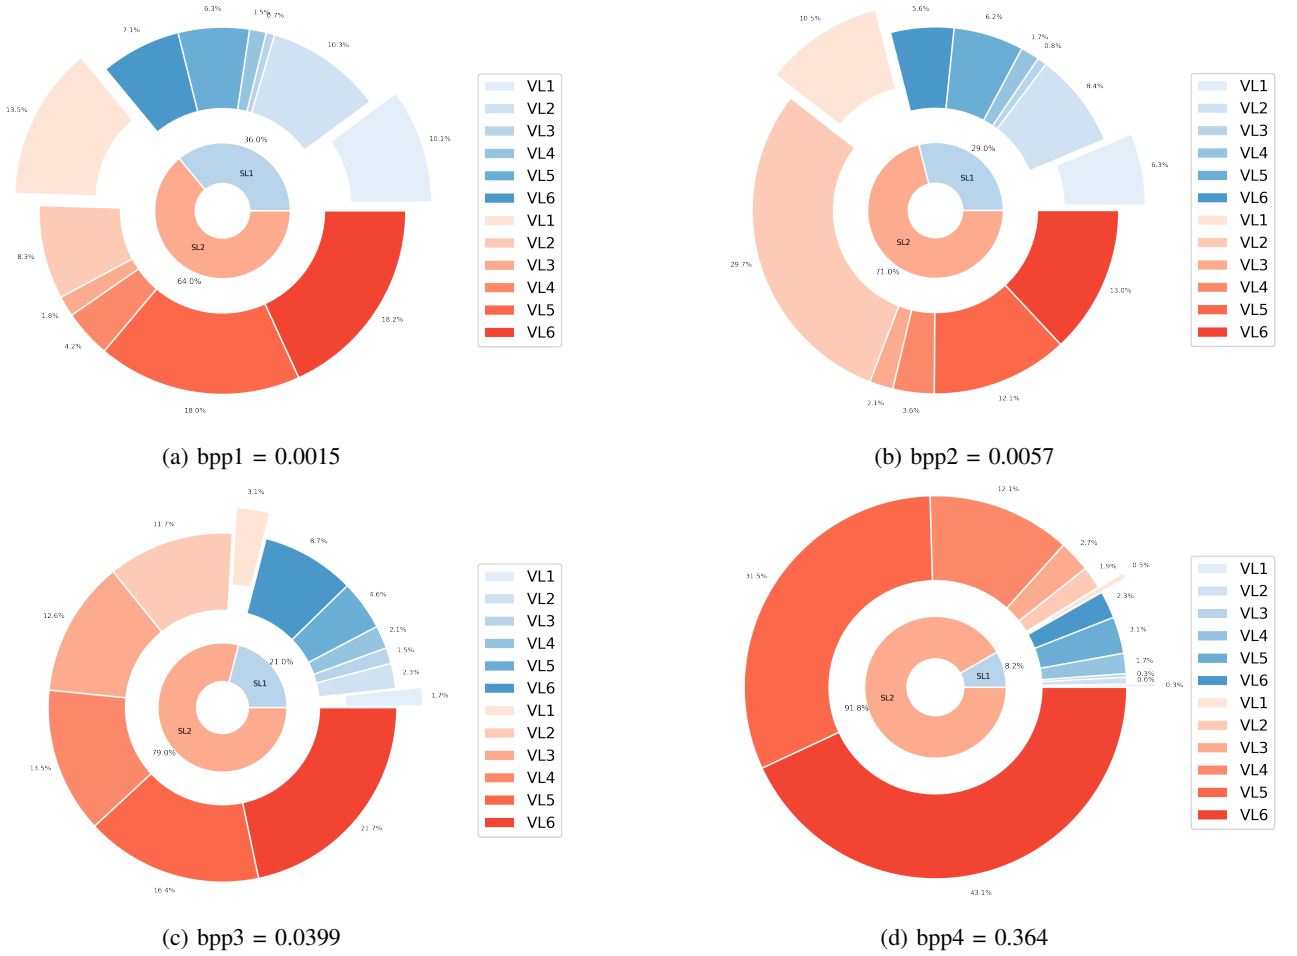 6.3%
1.5%
0.7%
7.1%
10.3%
13.5%
10.1%
36.0%
SL1
SL2
64.0%
8.3%
1.8%
4.2%
18.2%
18.0%
VL1
VL2
VL3
VL4
VL5
VL6
VL1
VL2
VL3
VL4
VL5
VL6
(a) bpp1 = 0.0015
5.6%
6.2%
10.5%
1.7%
0.8%
8.4%
6.3%
29.0%
SL1
SL2
71.0%
29.7%
13.0%
2.1%
3.6%
12.1%
VL1
VL2
VL3
VL4
VL5
VL6
VL1
VL2
VL3
VL4
VL5
VL6
(b) bpp2 = 0.0057
3.1%
11.7%
8.7%
12.6%
4.6%
2.1%
1.5%
2.3%
1.7%
21.0%
SL1
SL2
79.0%
13.5%
21.7%
16.4%
VL1
VL2
VL3
VL4
VL5
VL6
VL1
VL2
VL3
VL4
VL5
VL6
(c) bpp3 = 0.0399
12.1%
2.7%
1.9%
0.5%
31.5%
2.3%
3.1%
1.7%
0.3%
0.6%
0.3%
8.2%
SL1
SL2
91.8%
43.1%
VL1
VL2
VL3
VL4
VL5
VL6
VL1
VL2
VL3
VL4
VL5
VL6
(d) bpp4 = 0.364